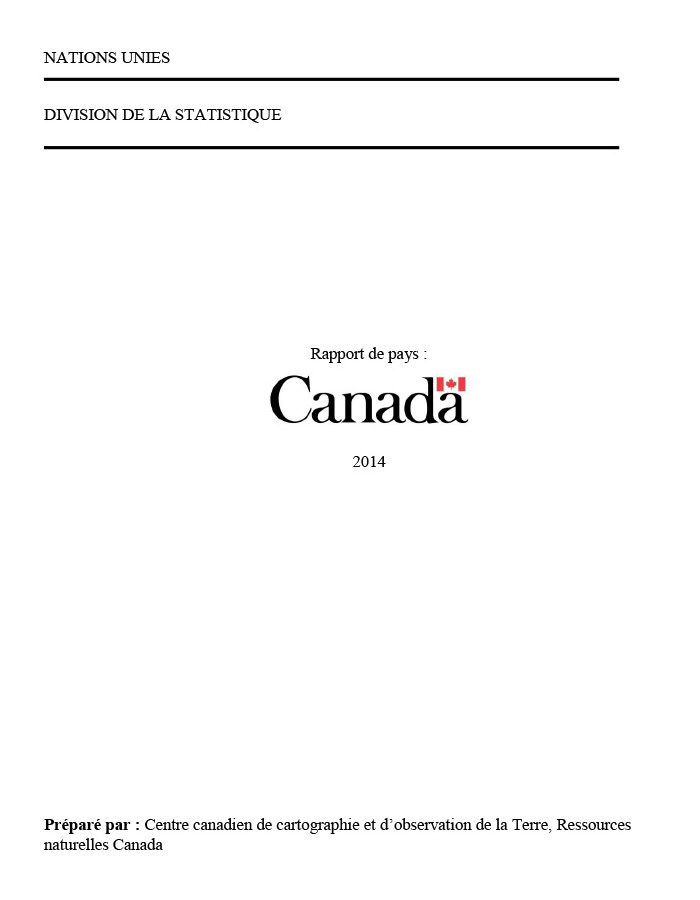 NATIONS UNIES
DIVISION DE LA STATISTIQUE
Rapport de pays :
Canada
2014
Préparé par : Centre canadien de cartographie et d’observation de la Terre, Ressources
naturelles Canada